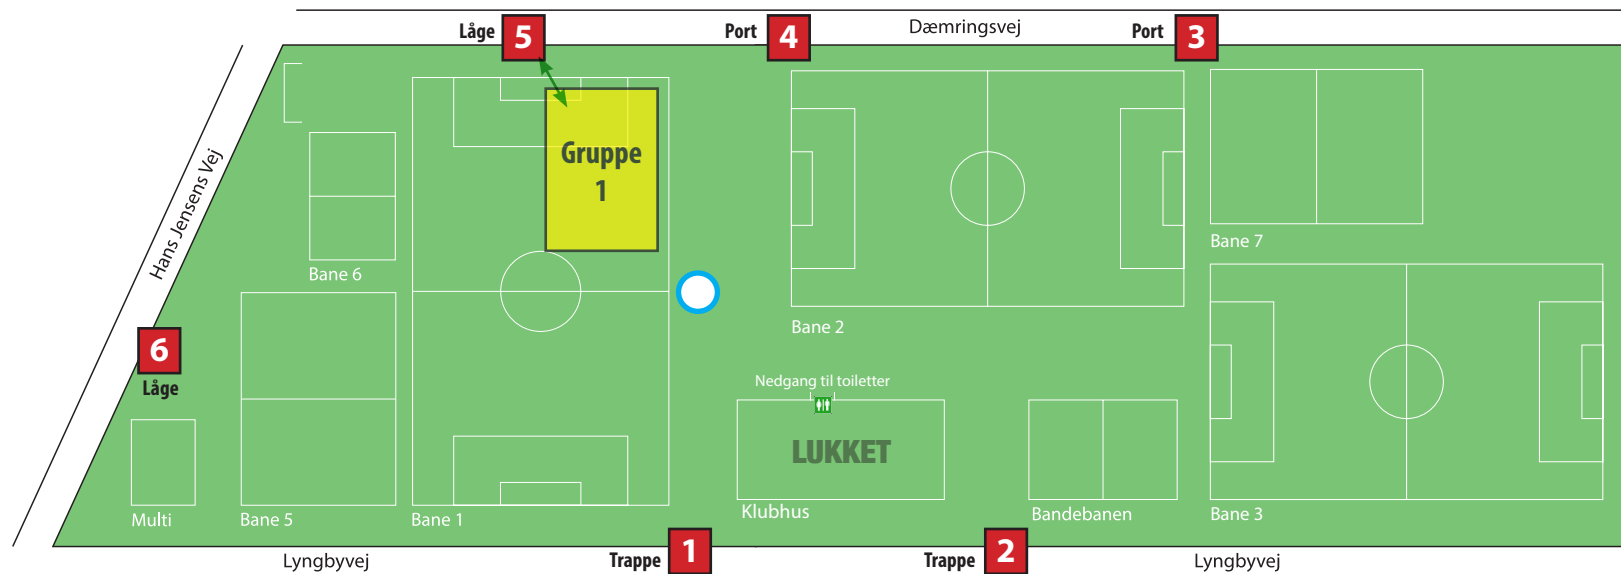 Låge 5
Port 4
Dæmringsvej
Port 3
Hans Jensens Vej
Gruppe
1
Bane 7
Bane 6
Bane 2
6
Låge
Nedgang til toiletter
LUKKET
Klubhus
Multi
Bane 5
Bane 1
Bandebanen
Bane 3
Lyngbyvej
Trappe 1
Trappe 2
Lyngbyvej